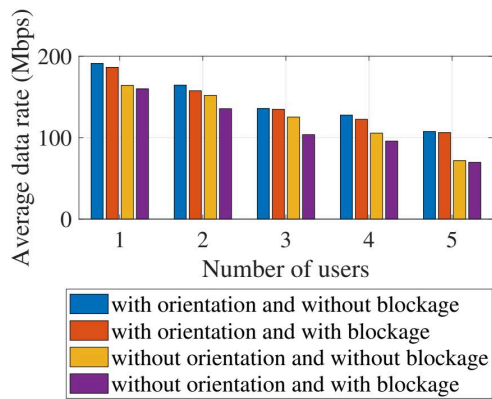 Average data rate (Mbps)
200
100
0
1 2 3 4 5
Number of users
with orientation and without blockage
with orientation and with blockage
without orientation and without blockage
without orientation and with blockage